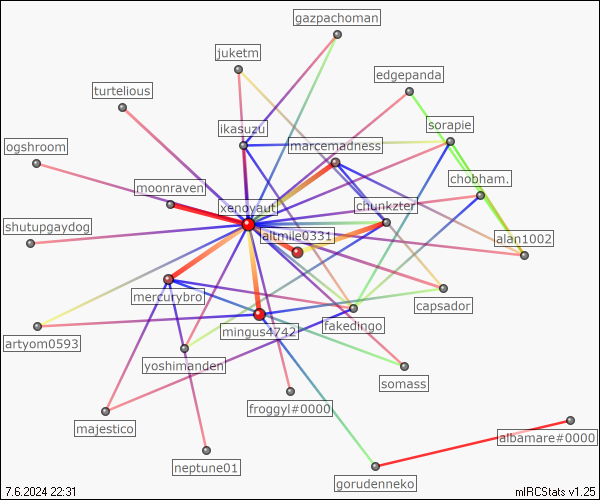 gazpachoman
juketm
edgepanda
turtelious
sorapie
ikasuzu
marcemadness
ogshroom
chobham.
moonraven
xenoyaut
chunkzter
shutupgaydog
altmile0331
alan1002
mercurybro
capsador
mingus4742
fakedingo
artyom0593
yoshimanden
somass
froggyl#0000
majestico
albamare#0000
neptune01
gorudenneko
7.6.2024 22:31
mIRCStats v1.25